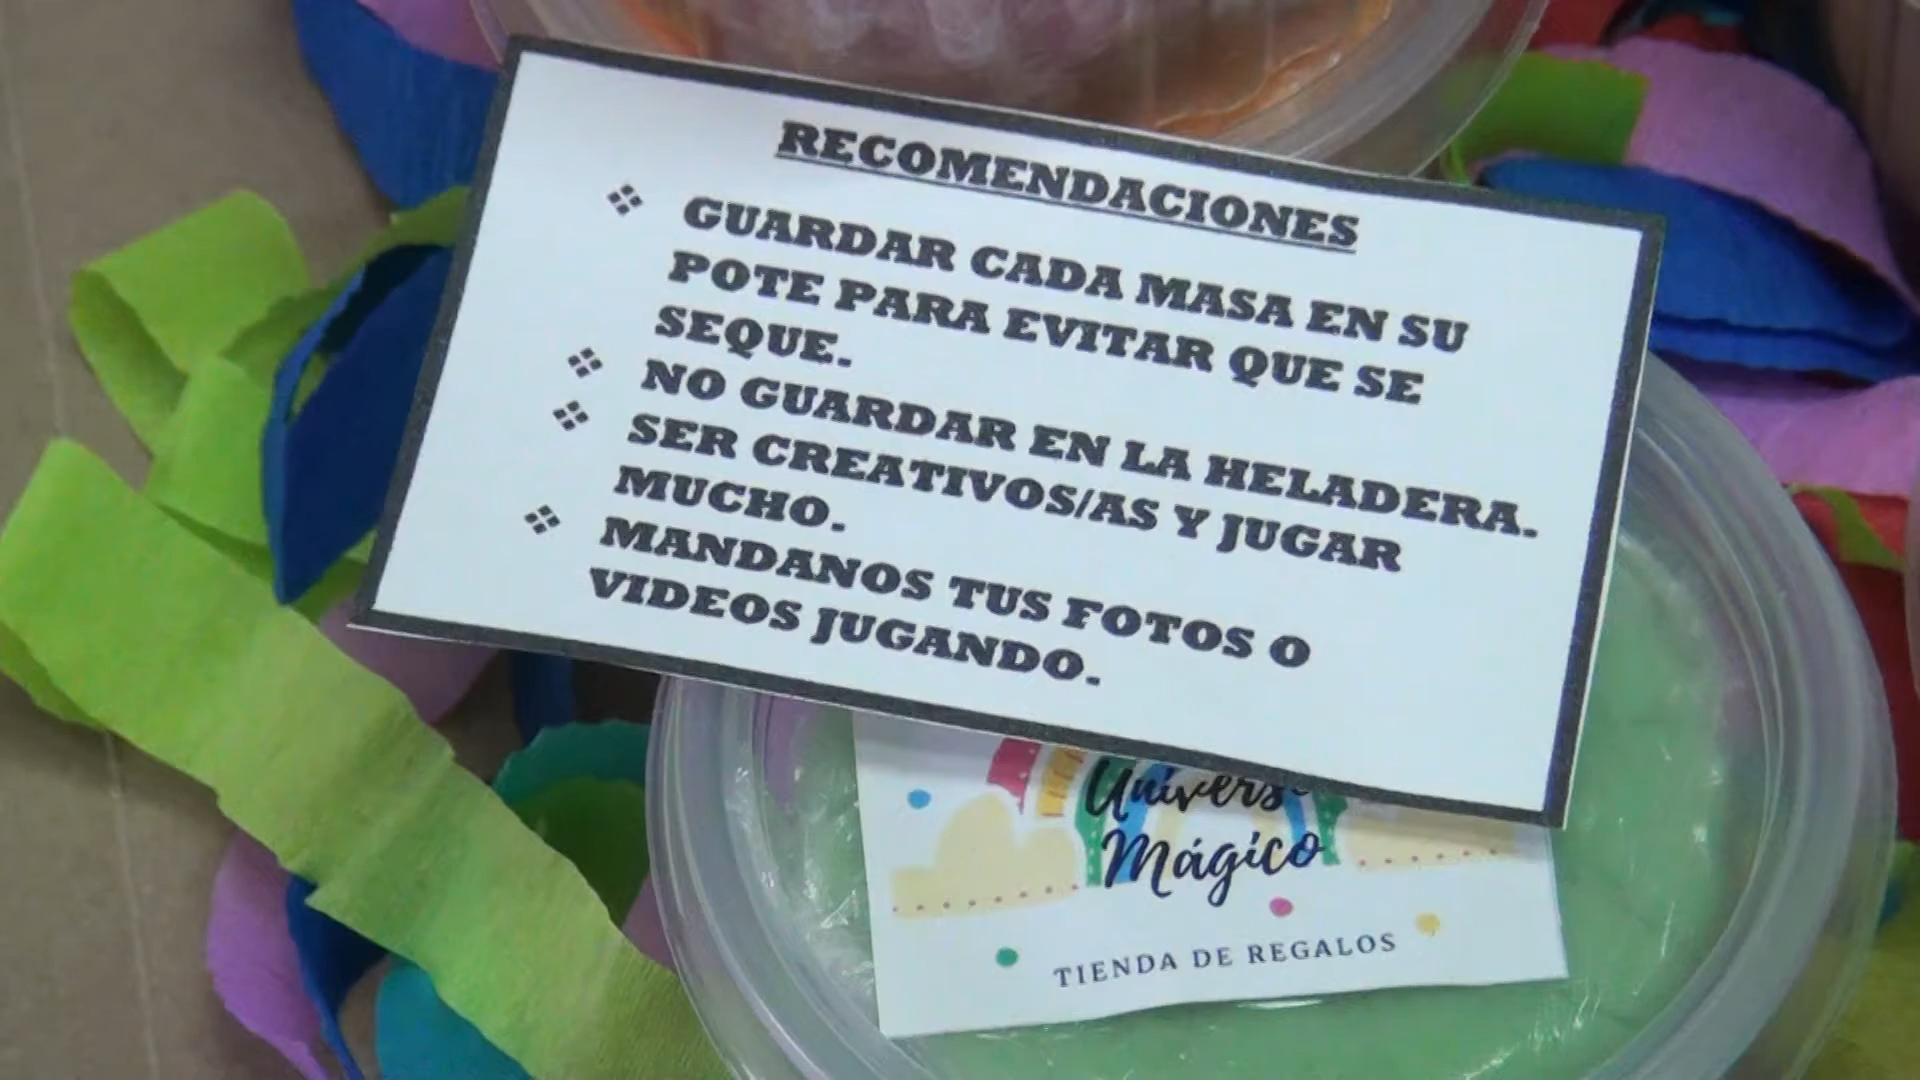 RECOMENDACIONES
GUARDAR CADA MASA EN SU
POTE PARA EVITAR QUE SE
SEQUE.
NO GUARDAR EN LA HELADERA.
SER CREATIVOS/AS Y JUGAR
MUCHO.
MANDANOS TUS FOTOS O
VIDEOS JUGANDO.
Univers
Mágico
TIENDA DE REGALOS